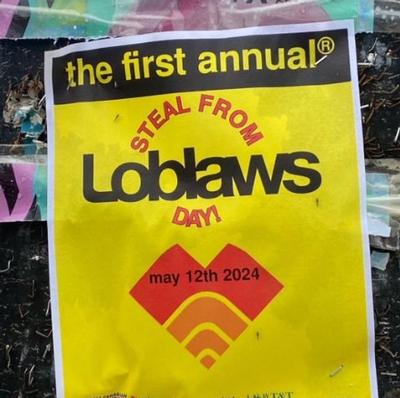 the first annual®
STEAL FROM
Loblaws
DAY!
may 12th 2024